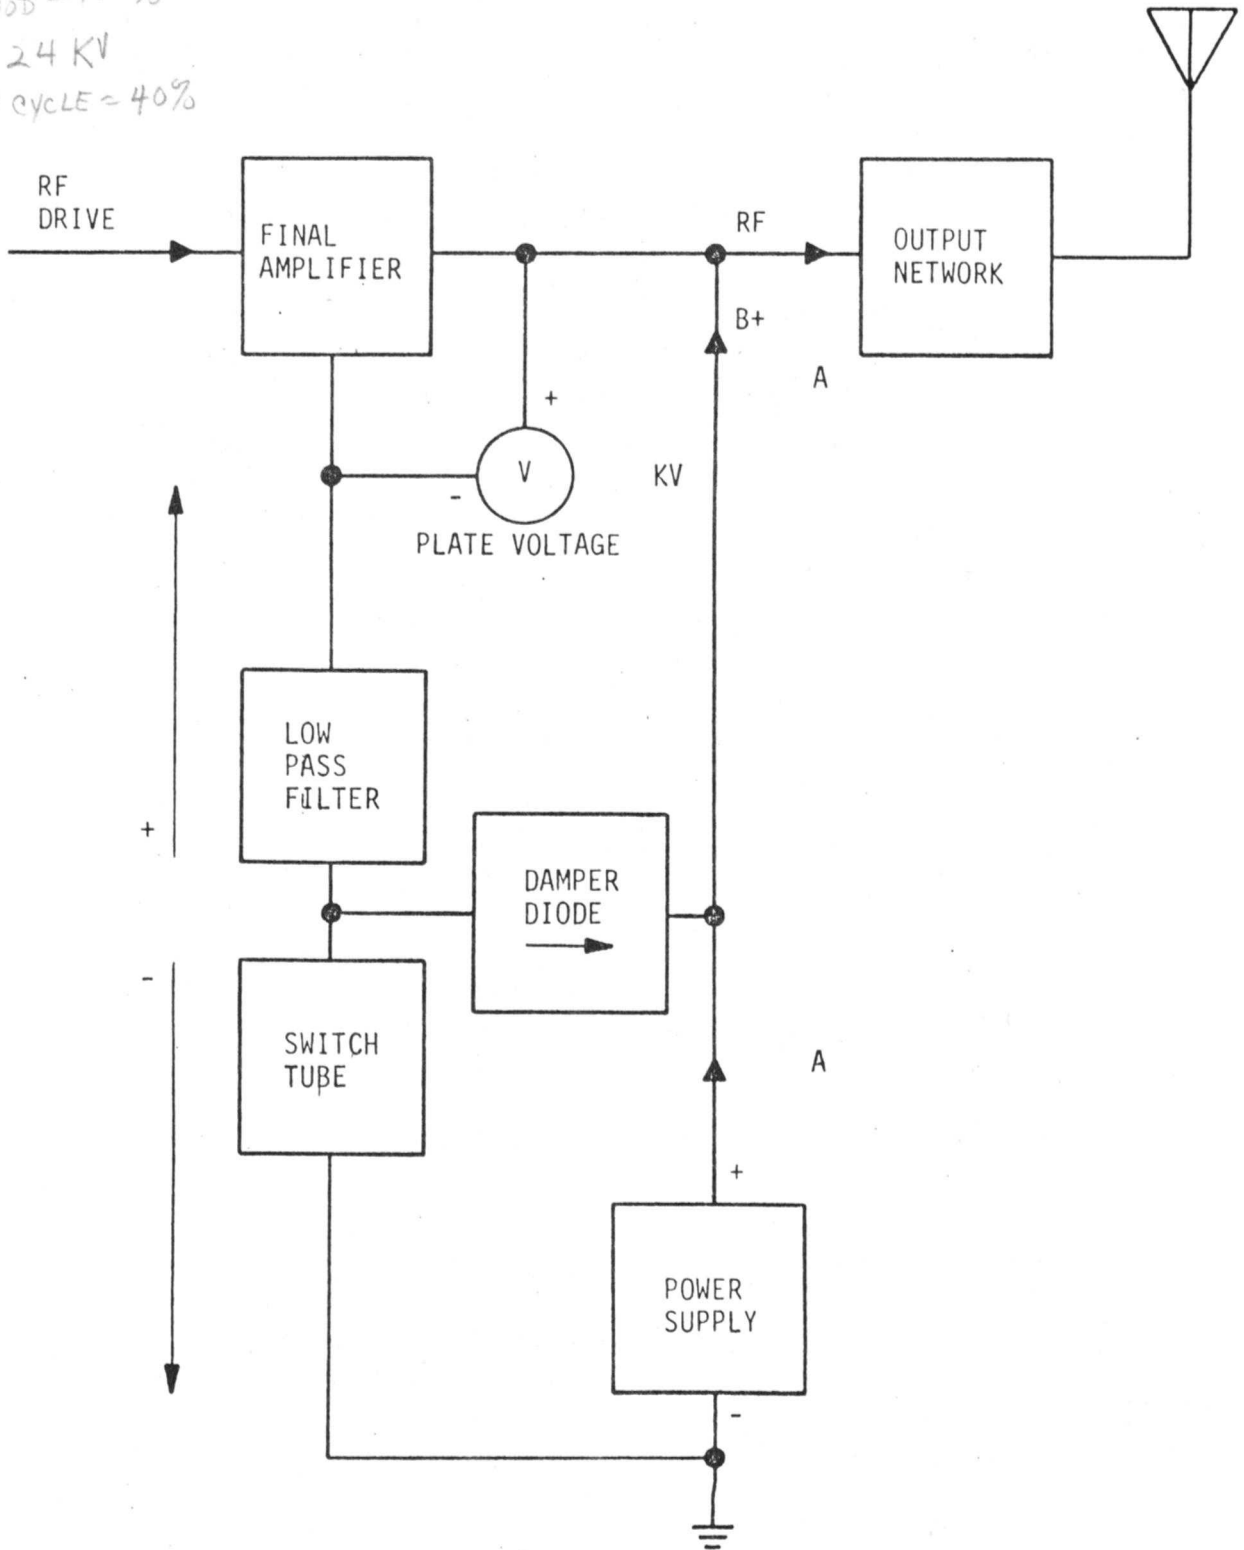 24 KV
CYCLE = 40%
RF
DRIVE
FINAL
AMPLIFIER
RF
OUTPUT
NETWORK
B+
A
+
V
-
KV
PLATE VOLTAGE
LOW
PASS
FILTER
+
DAMPER
DIODE
-
SWITCH
TUBE
A
+
POWER
SUPPLY
-